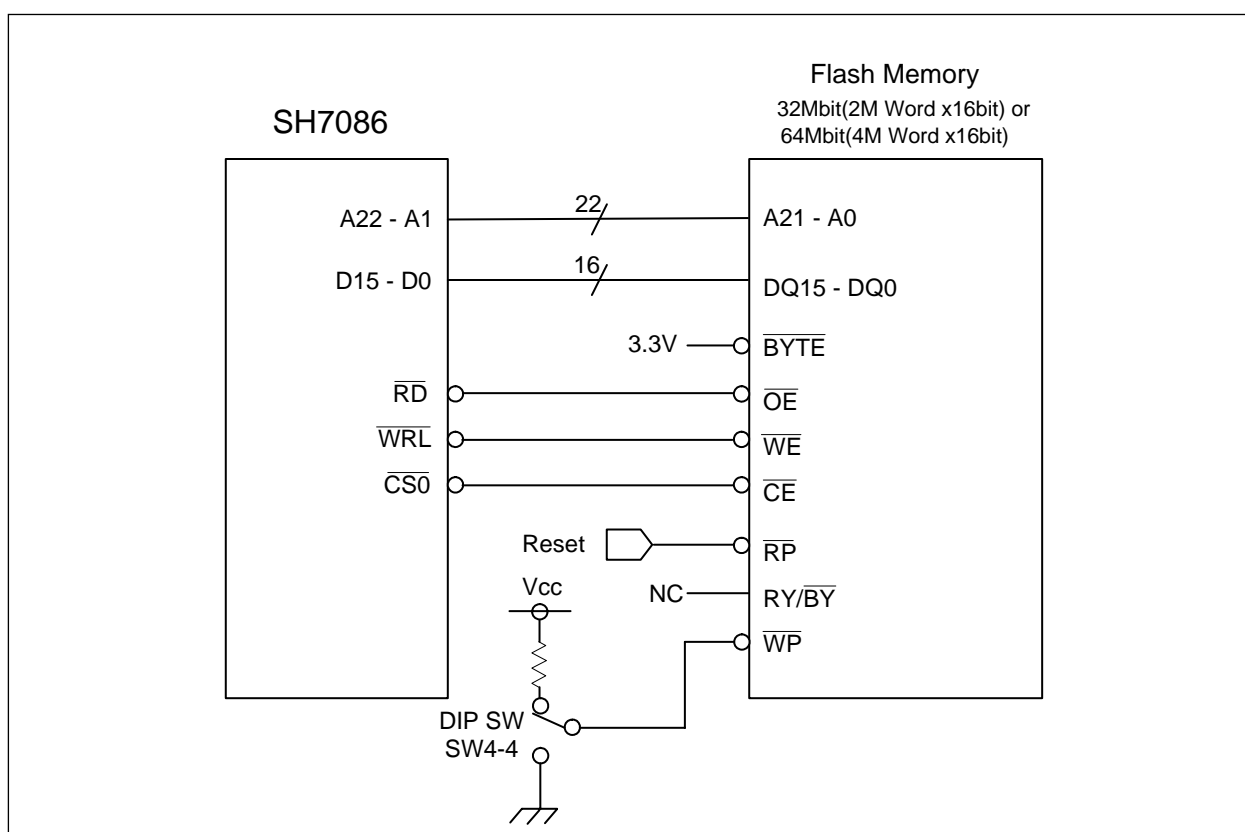 Flash Memory
32Mbit(2M Word x16bit) or
64Mbit(4M Word x16bit)
SH7086
A22 - A1
22
A21 - A0
D15 - D0
16
DQ15 - DQ0
3.3V
BYTE
RD
OE
WRL
WE
CS0
CE
Reset
RP
Vcc
NC
RY/BY
WP
DIP SW
SW4-4